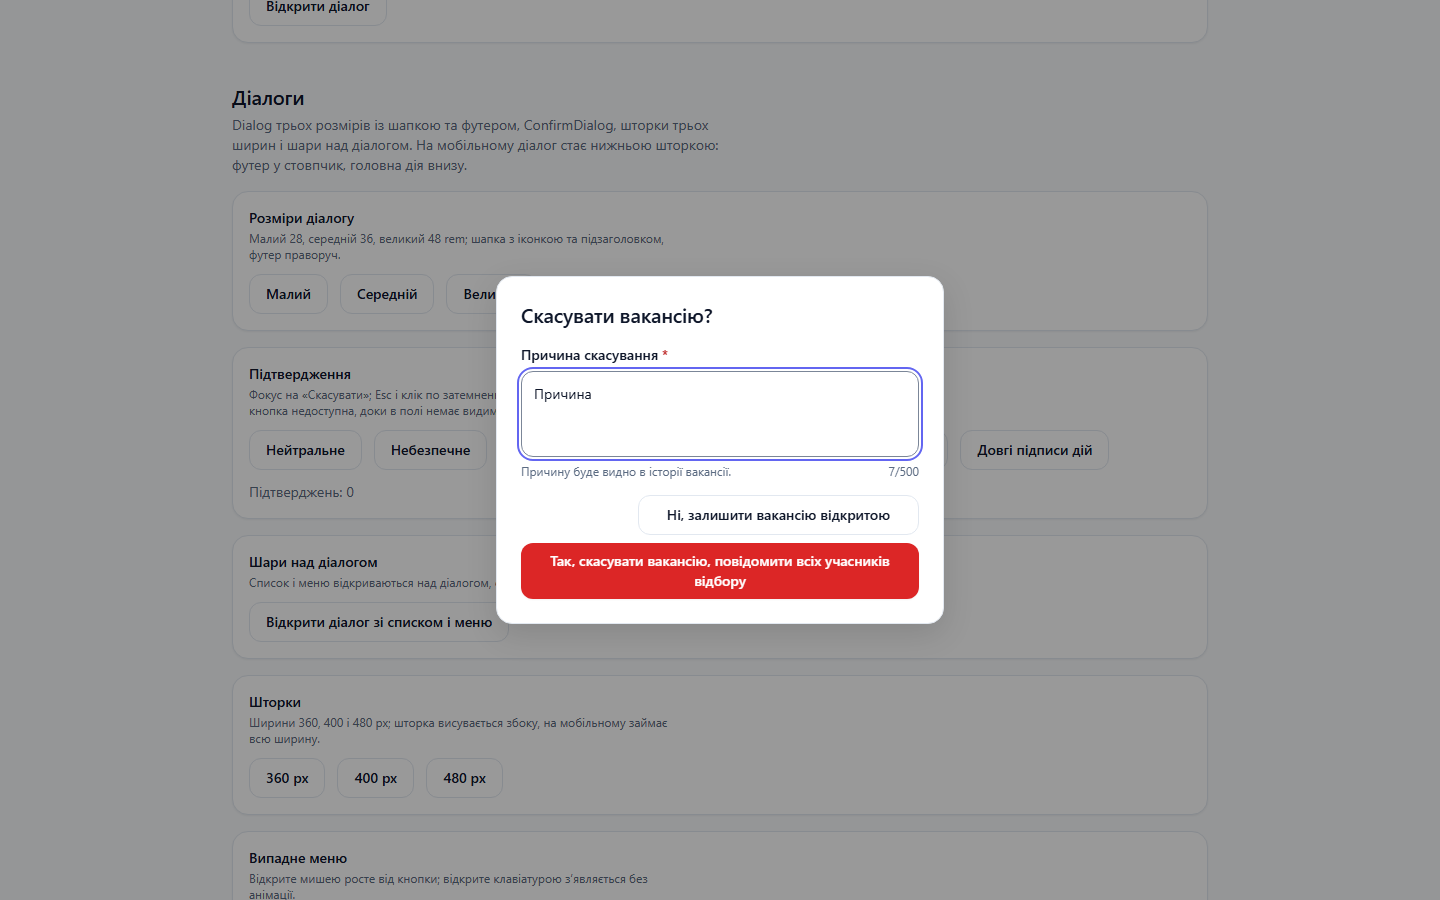 Відкрити діалог
Діалоги
Dialog трьох розмірів із шапкою та футером, ConfirmDialog, шторки трьох
ширин і шари над діалогом. На мобільному діалог стає нижньою шторкою:
футер у стовпчик, головна дія внизу.
Розміри діалогу
Малий 28, середній 36, великий 48 rem; шапка з іконкою та підзаголовком,
футер праворуч.
Малий
Середній
Вели
Скасувати вакансію?
Причина скасування *
Причина
Причину буде видно в історії вакансії.
7/500
Ні, залишити вакансію відкритою
Так, скасувати вакансію, повідомити всіх учасників
відбору
Підтвердження
Фокус на «Скасувати»; Esc і клік по затемнен
кнопка недоступна, доки в полі немає видим
Нейтральне
Небезпечне
Довгі підписи дій
Підтверджень: 0
Шари над діалогом
Список і меню відкриваються над діалогом,
Відкрити діалог зі списком і меню
Шторки
Ширини 360, 400 і 480 px; шторка висувається збоку, на мобільному займає
всю ширину.
360 px
400 px
480 px
Випадне меню
Відкрите мишею росте від кнопки; відкрите клавіатурою з'являється без
анімації.